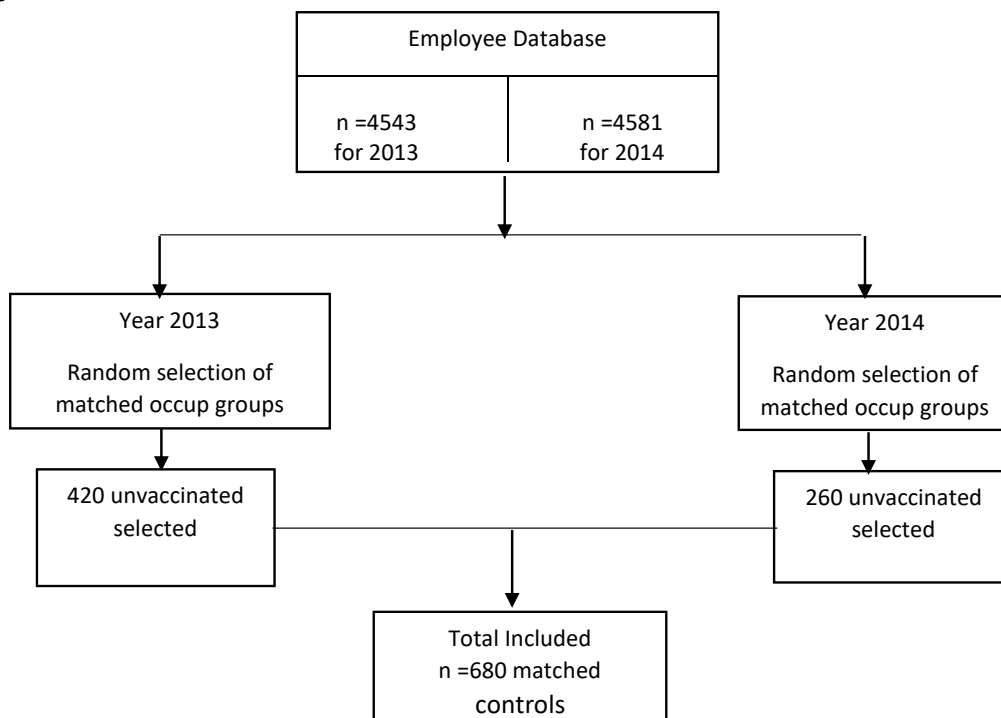 Employee Database
n =4543
for 2013
n =4581
for 2014
Year 2013
Random selection of
matched occup groups
Year 2014
Random selection of
matched occup groups
420 unvaccinated
selected
260 unvaccinated
selected
Total Included
n =680 matched
controls